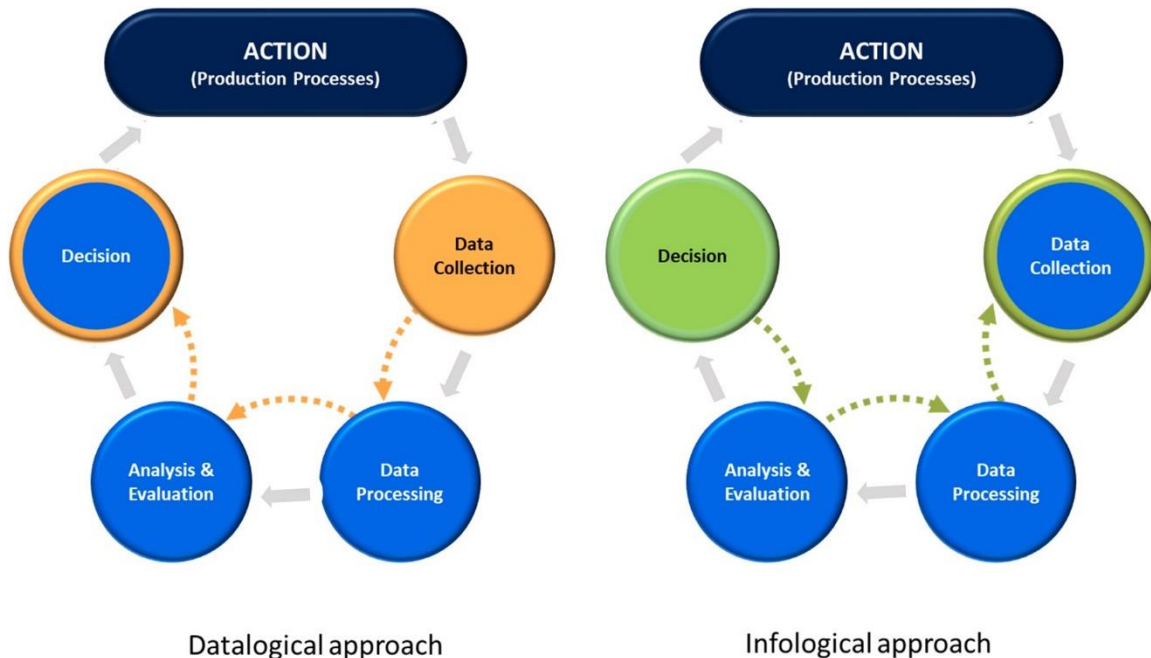 ACTION
(Production Processes)
Decision
Data
Collection
Analysis &
Evaluation
Data
Processing
Datalogical approach
ACTION
(Production Processes)
Decision
Data
Collection
Analysis &
Evaluation
Data
Processing
Infological approach